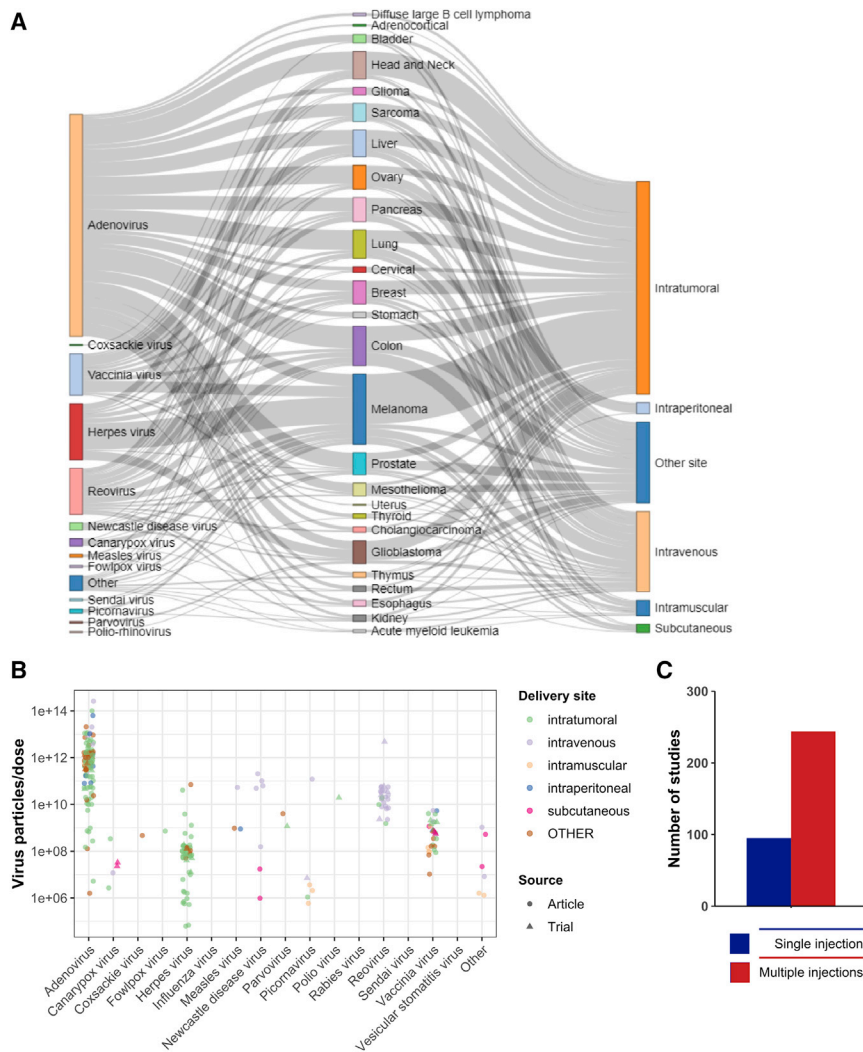 A
Diffuse large B cell lymphoma
Adrenocortical
Bladder
Head and Neck
Glioma
Sarcoma
Liver
Ovary
Pancreas
Lung
Cervical
Breast
Stomach
Colon
Melanoma
Prostate
Mesothelioma
Uterus
Thyroid
Cholangiocarcinoma
Glioblastoma
Thymus
Rectum
Esophagus
Kidney
Acute myeloid leukemia
Adenovirus
Coxsackie virus
Vaccinia virus
Herpes virus
Reovirus
Newcastle disease virus
Canarypox virus
Measles virus
Fowlpox virus
Other
Sendai virus
Picornavirus
Parvovirus
Polio-rhinovirus
Intratumoral
Intraperitoneal
Other site
Intravenous
Intramuscular
Subcutaneous
B
Virus particles/dose
1e+14
1e+12
1e+10
1e+08
1e+06
Adenovirus
Canarypox virus
Coxsackie virus
Fowlpox virus
Herpes virus
Influenza virus
Measles virus
Newcastle disease virus
Parvovirus
Picornavirus
Polio virus
Rabies virus
Reovirus
Sendai virus
Vaccinia virus
Vesicular stomatitis virus
Other
Delivery site
intratumoral
intravenous
intramuscular
intraperitoneal
subcutaneous
OTHER
Source
Article
Trial
C
Number of studies
300
200
100
0
Single injection
Multiple injections